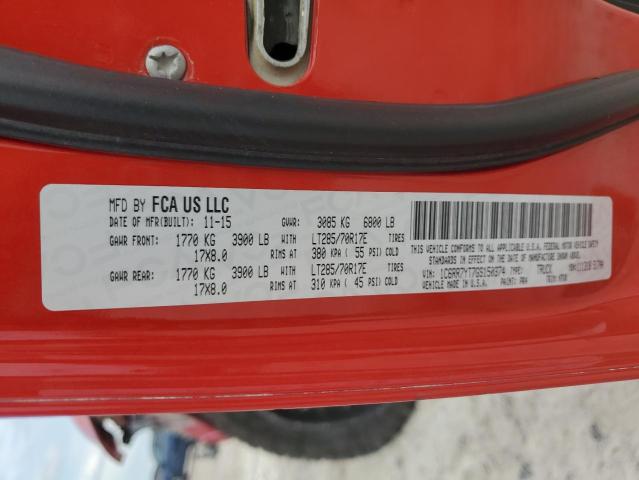 MFD BY FCA US LLC
DATE OF MFR(BUILT): 11-15 GVWR: 3085 KG 6800 LB
GAWR FRONT: 1770 KG 3900 LB WITH LT285/70R17E TIRES
17X8.0 RIMS AT 380 KPA ( 55 PSI) COLD
GAWR REAR: 1770 KG 3900 LB WITH LT285/70R17E TIRES
17X8.0 RIMS AT 310 KPA ( 45 PSI) COLD
THIS VEHICLE CONFORMS TO ALL APPLICABLE U.S.A. FEDERAL MOTOR VEHICLE SAFETY
STANDARDS IN EFFECT ON THE DATE OF MANUFACTURE SHOWN ABOVE.
VIN: 1C6RR7YT7GS150974 TYPE: TRUCK
VEHICLE MADE IN U.S.A. PAINT: PR4